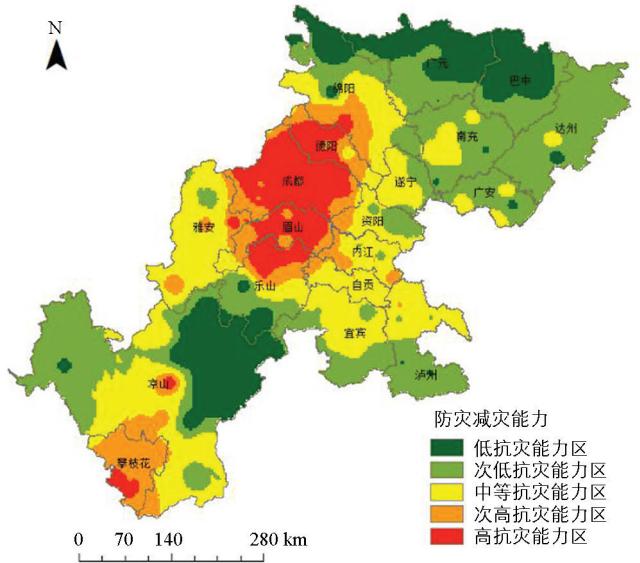 N
广元
巴中
绵阳
达州
南充
德阳
成都
遂宁
广安
资阳
雅安
眉山
内江
乐山
自贡
宜宾
凉山
泸州
攀枝花
防灾减灾能力
低抗灾能力区
次低抗灾能力区
中等抗灾能力区
次高抗灾能力区
高抗灾能力区
0 70 140 280 km